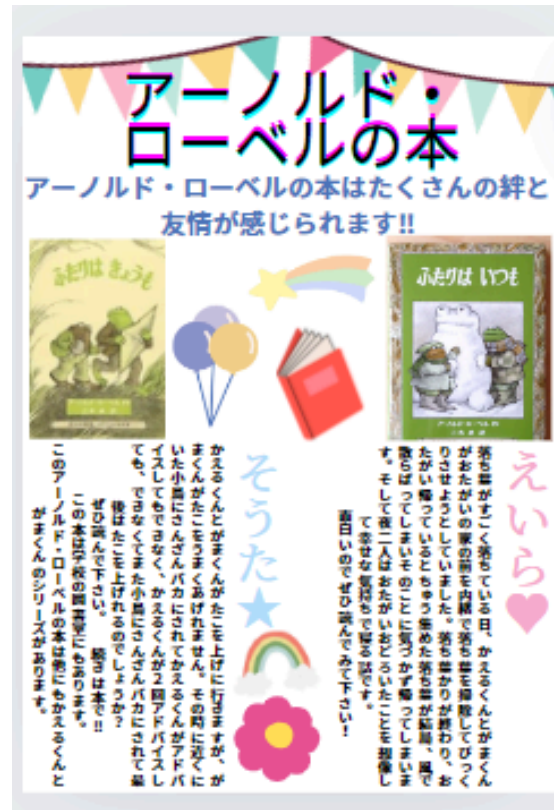 アーノルド・
ローベルの本
アーノルド・ローベルの本はたくさんの絆と
友情が感じられます!!
ふたりは きょうも
ふたりは いつも
えいら♥
落ち葉がすごく落ちている日、かえるくんとがまくん
がおたがいの家の前を内緒で落ち葉を掃除してびっく
りさせようとしていました。落ち葉かりが終わり、お
たがい帰っているとちゅう集めた落ち葉が結局、風で
散らばってしまいそのことに気づかず帰ってしまいま
す。そして夜二人はおたがいおどろいたことを想像し
て幸せな気持ちで寝る話です。
面白いのでぜひ読んでみて下さい!
そうた★
かえるくんとがまくんがたこを上げに行きますが、が
まくんがたこをうまくあげれません。その時に近くに
いた小鳥にさんざんバカにされてかえるくんがアドバ
イスしてもできなく、かえるくんが2回アドバイスし
ても、できなくてまた小鳥にさんざんバカにされて最
後はたこを上げれるのでしょうか?
ぜひ読んで下さい。 続きは本で!!
この本は学校の図書室にもあります。
このアーノルド・ローベルの本は他にもかえるくんと
がまくんのシリーズがあります。